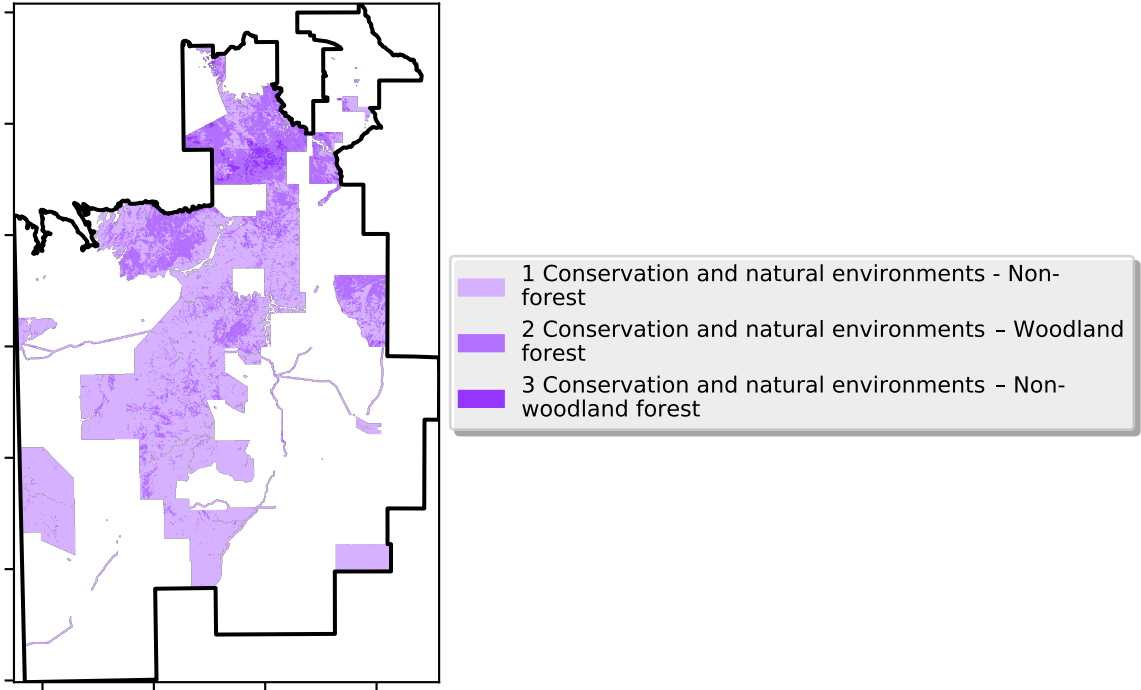 1 Conservation and natural environments - Non-
forest
2 Conservation and natural environments – Woodland
forest
3 Conservation and natural environments – Non-
woodland forest